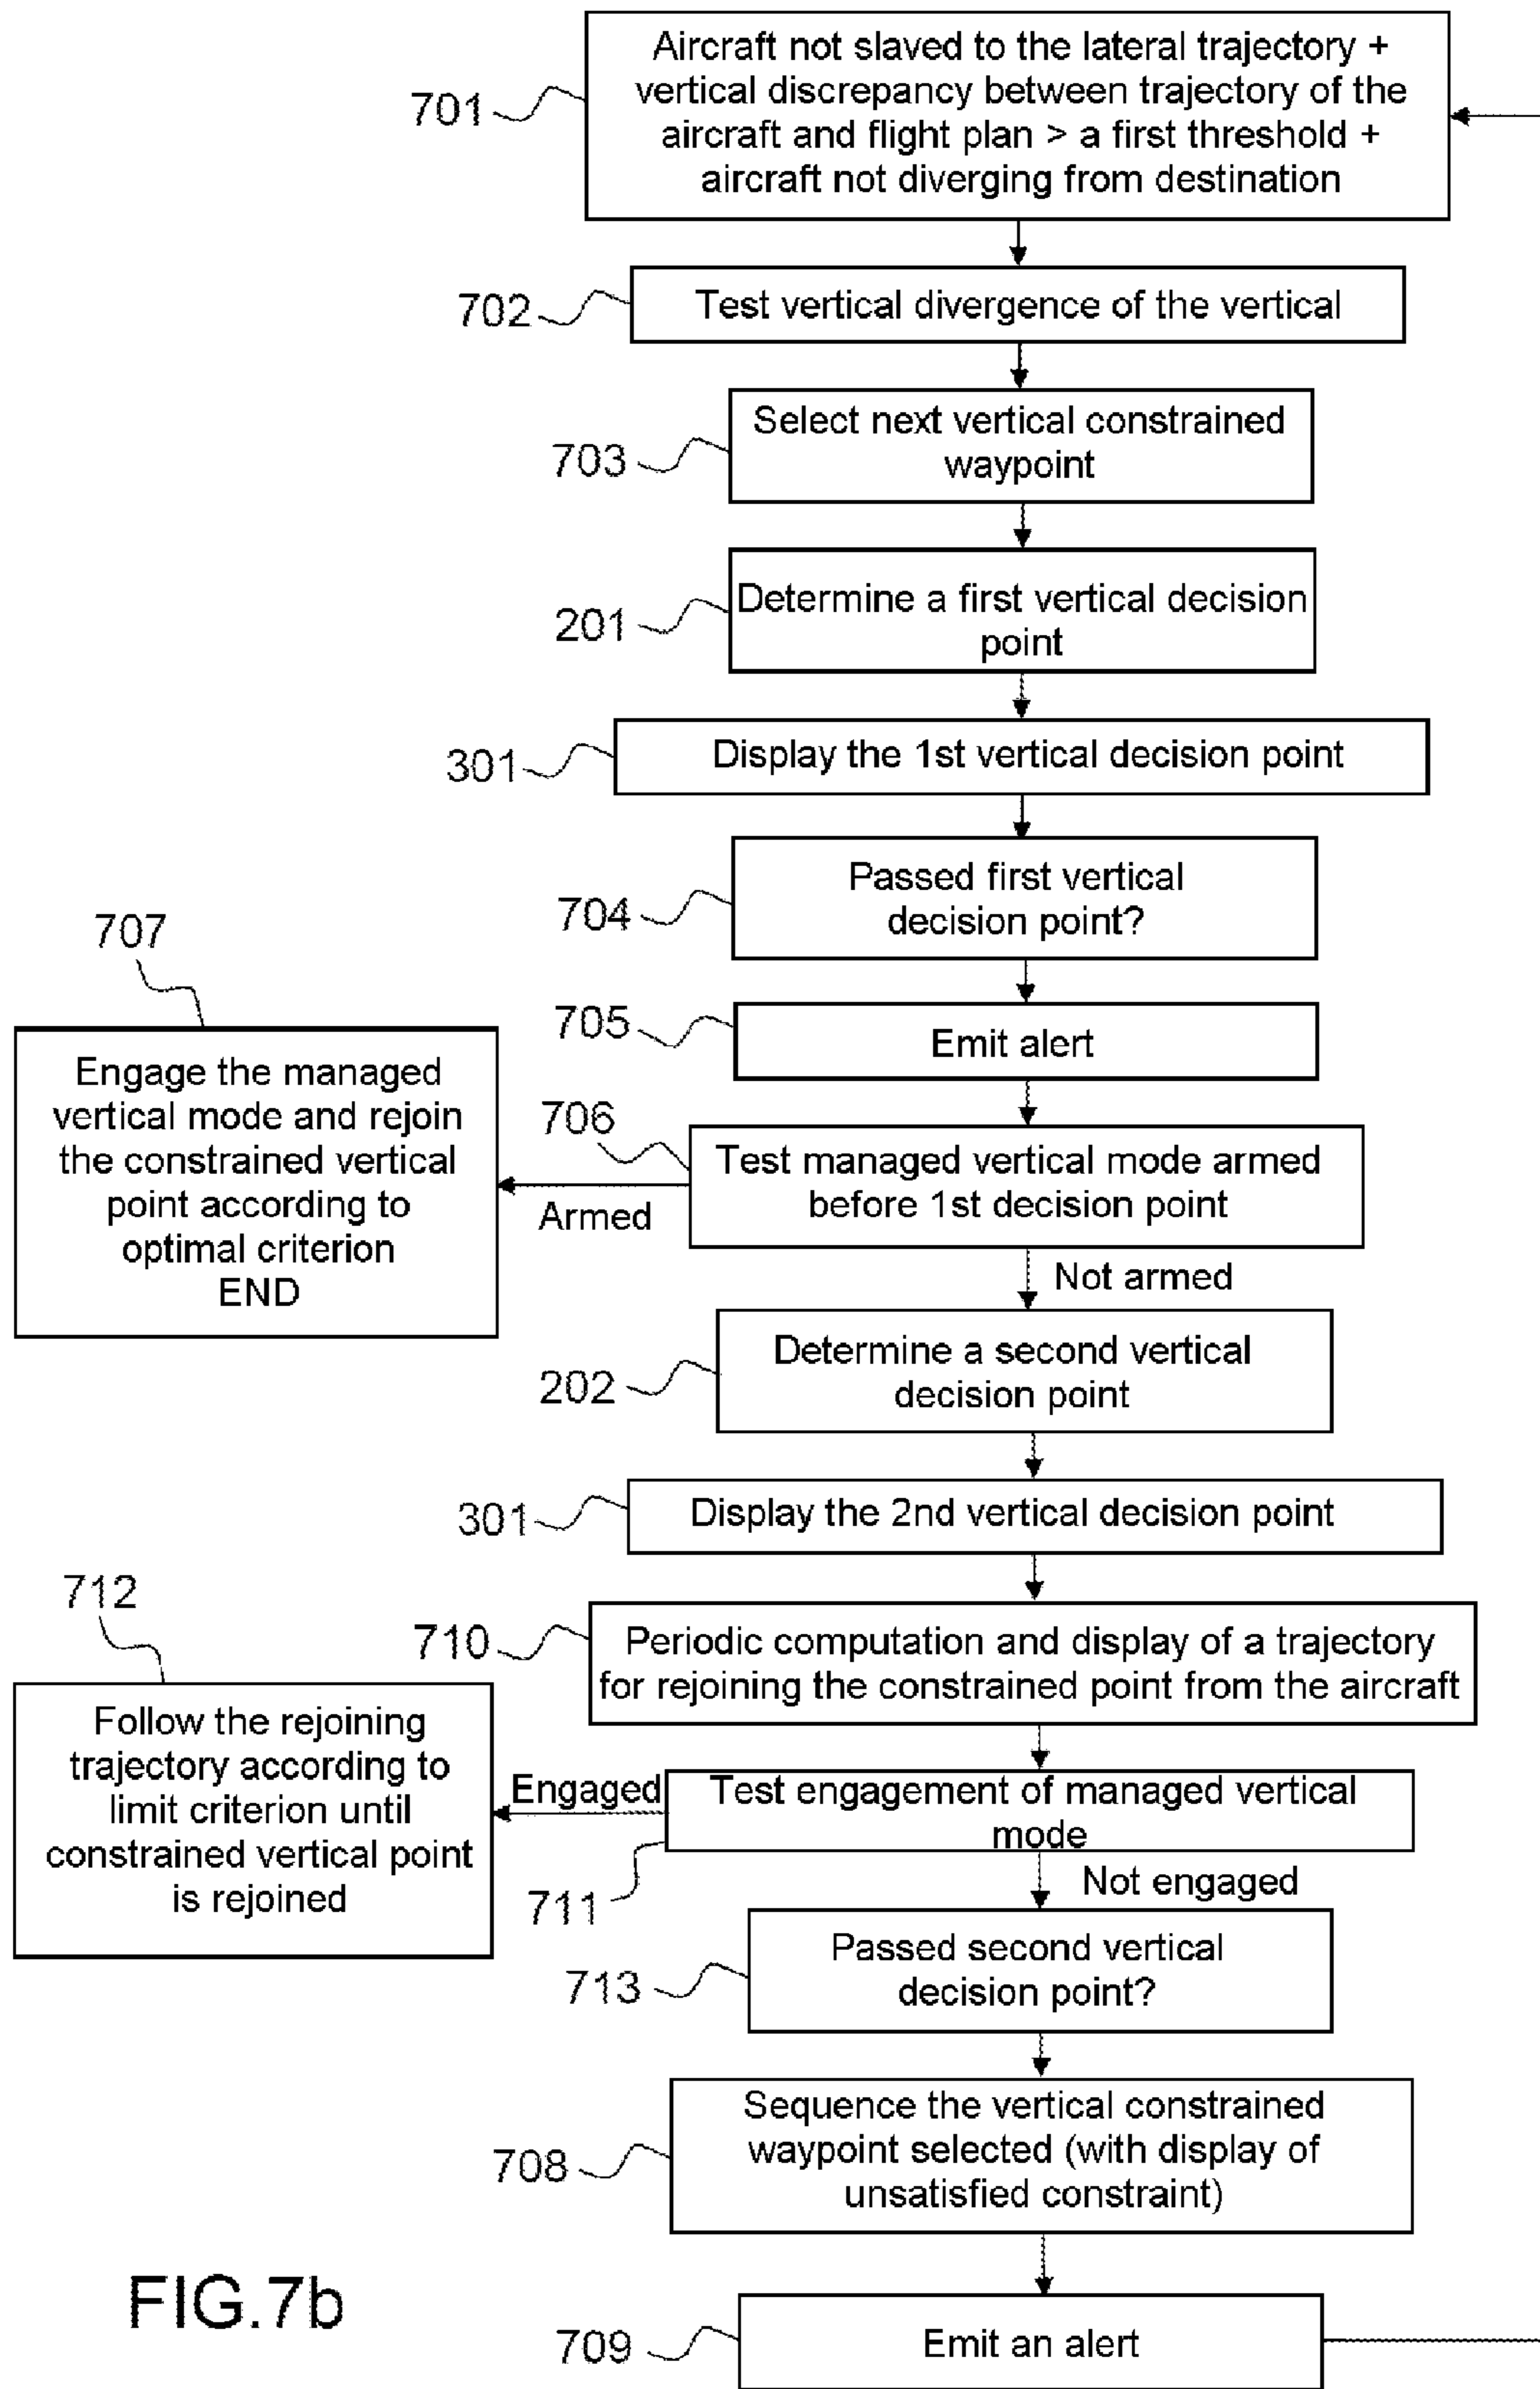 701
Aircraft not slaved to the lateral trajectory +
vertical discrepancy between trajectory of the
aircraft and flight plan > a first threshold +
aircraft not diverging from destination
702
Test vertical divergence of the vertical
703
Select next vertical constrained
waypoint
201
Determine a first vertical decision
point
301
Display the 1st vertical decision point
704
Passed first vertical
decision point?
705
Emit alert
706
Test managed vertical mode armed
before 1st decision point
Armed
707
Engage the managed
vertical mode and rejoin
the constrained vertical
point according to
optimal criterion
END
Not armed
202
Determine a second vertical
decision point
301
Display the 2nd vertical decision point
710
Periodic computation and display of a trajectory
for rejoining the constrained point from the aircraft
711
Test engagement of managed vertical
mode
Engaged
712
Follow the rejoining
trajectory according to
limit criterion until
constrained vertical point
is rejoined
Not engaged
713
Passed second vertical
decision point?
708
Sequence the vertical constrained
waypoint selected (with display of
unsatisfied constraint)
709
Emit an alert
FIG.7b